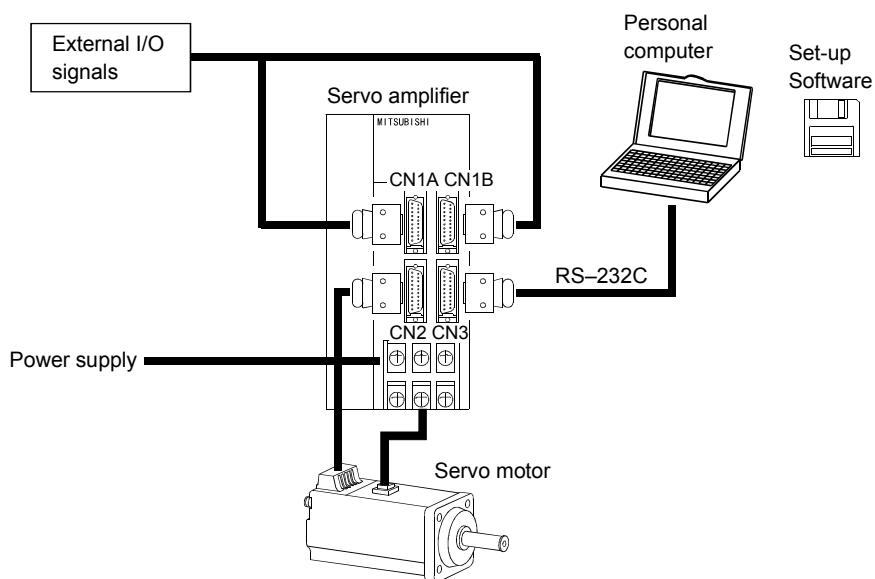 External I/O
signals
Personal
computer
Set-up
Software
Servo amplifier
MITSUBISHI
CN1A CN1B
RS–232C
CN2 CN3
Power supply
Servo motor